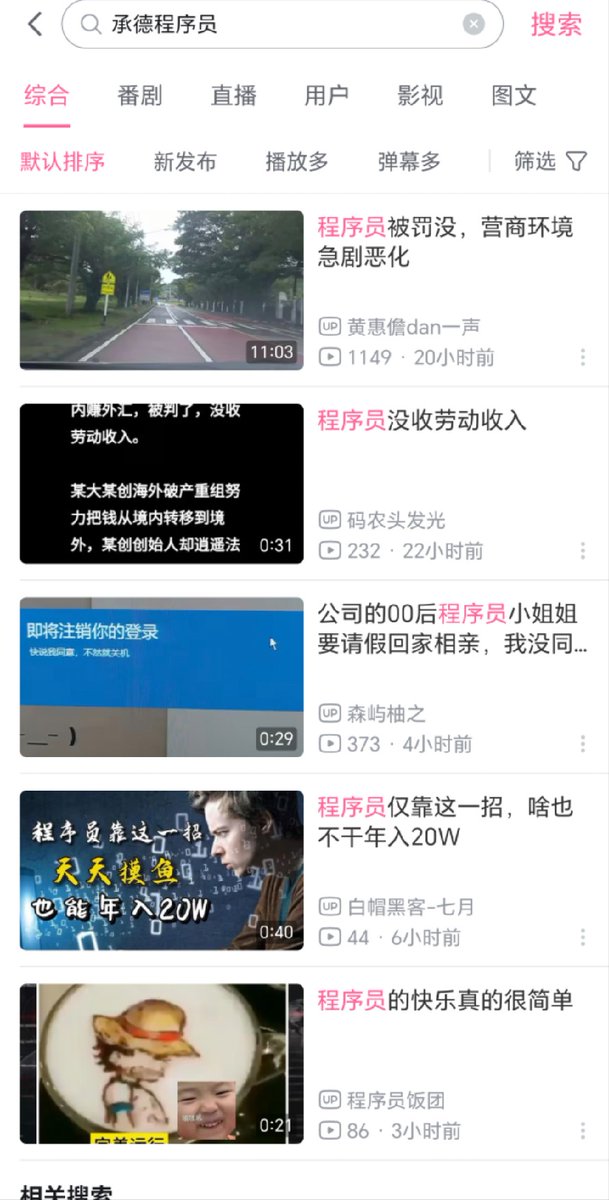 承德程序员
搜索
综合 番剧 直播 用户 影视 图文
默认排序 新发布 播放多 弹幕多 筛选
11:03
程序员被罚没，营商环境
急剧恶化
UP 黄惠儋dan一声
1149 · 20小时前
内赚外汇，被判了，没收
劳动收入。
某大某创海外破产重组努
力把钱从境内转移到境
外，某创创始人却逍遥法
0:31
程序员没收劳动收入
UP 码农头发光
232 · 22小时前
即将注销你的登录
快说我同意，不然就关机
0:29
公司的00后程序员小姐姐
要请假回家相亲，我没同...
UP 森屿柚之
373 · 4小时前
程序员靠这一招
天天摸鱼
也能年入20W
0:40
程序员仅靠这一招，啥也
不干年入20W
UP 白帽黑客-七月
44 · 6小时前
完美运行
0:21
程序员的快乐真的很简单
UP 程序员饭团
86 · 3小时前
相关搜索